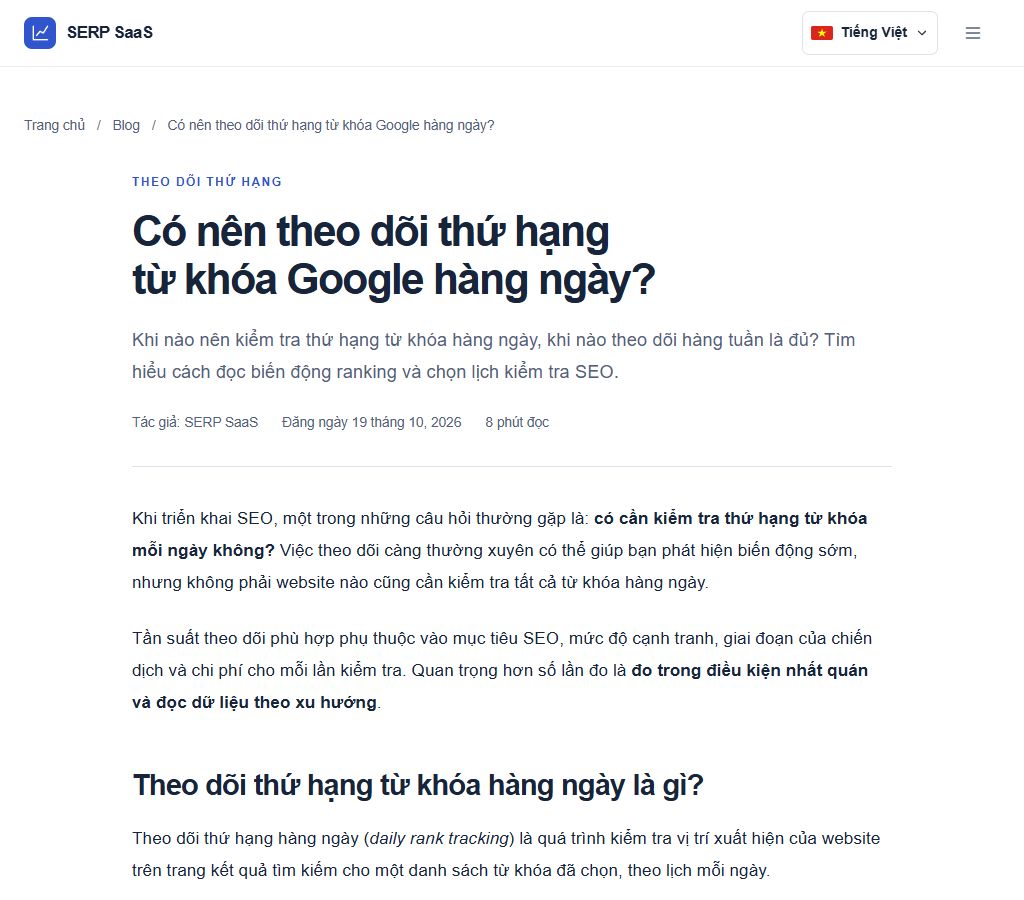 SERP SaaS
Tiếng Việt
Trang chủ / Blog / Có nên theo dõi thứ hạng từ khóa Google hàng ngày?
THEO DÕI THỨ HẠNG
Có nên theo dõi thứ hạng
từ khóa Google hàng ngày?
Khi nào nên kiểm tra thứ hạng từ khóa hàng ngày, khi nào theo dõi hàng tuần là đủ? Tìm
hiểu cách đọc biến động ranking và chọn lịch kiểm tra SEO.
Tác giả: SERP SaaS Đăng ngày 19 tháng 10, 2026 8 phút đọc
Khi triển khai SEO, một trong những câu hỏi thường gặp là: có cần kiểm tra thứ hạng từ khóa
mỗi ngày không? Việc theo dõi càng thường xuyên có thể giúp bạn phát hiện biến động sớm,
nhưng không phải website nào cũng cần kiểm tra tất cả từ khóa hàng ngày.
Tần suất theo dõi phù hợp phụ thuộc vào mục tiêu SEO, mức độ cạnh tranh, giai đoạn của chiến
dịch và chi phí cho mỗi lần kiểm tra. Quan trọng hơn số lần đo là đo trong điều kiện nhất quán
và đọc dữ liệu theo xu hướng.
Theo dõi thứ hạng từ khóa hàng ngày là gì?
Theo dõi thứ hạng hàng ngày (daily rank tracking) là quá trình kiểm tra vị trí xuất hiện của website
trên trang kết quả tìm kiếm cho một danh sách từ khóa đã chọn, theo lịch mỗi ngày.